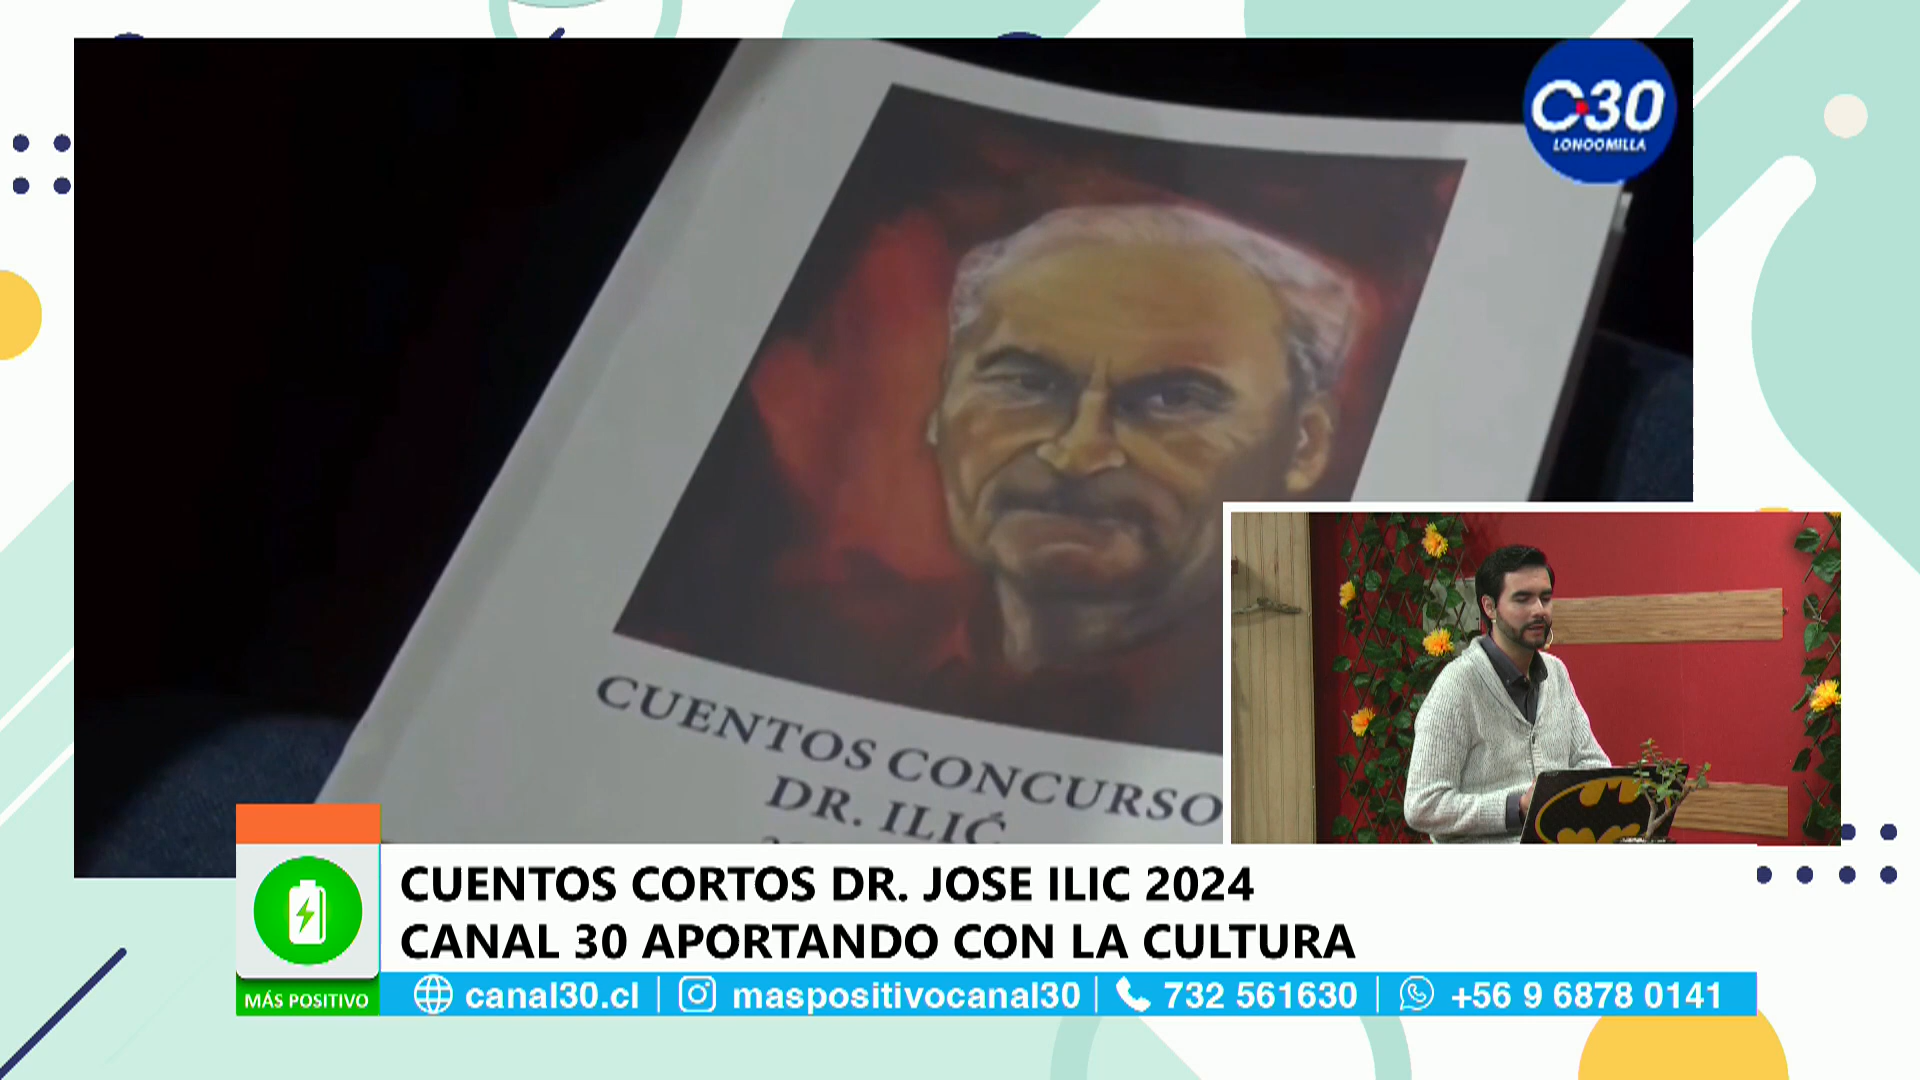 C30
LONCOMILLA
CUENTOS CONCURSO
DR. ILIĆ
CUENTOS CORTOS DR. JOSE ILIC 2024
CANAL 30 APORTANDO CON LA CULTURA
MÁS POSITIVO
canal30.cl | maspositivocanal30 | 732 561630 | +56 9 6878 0141